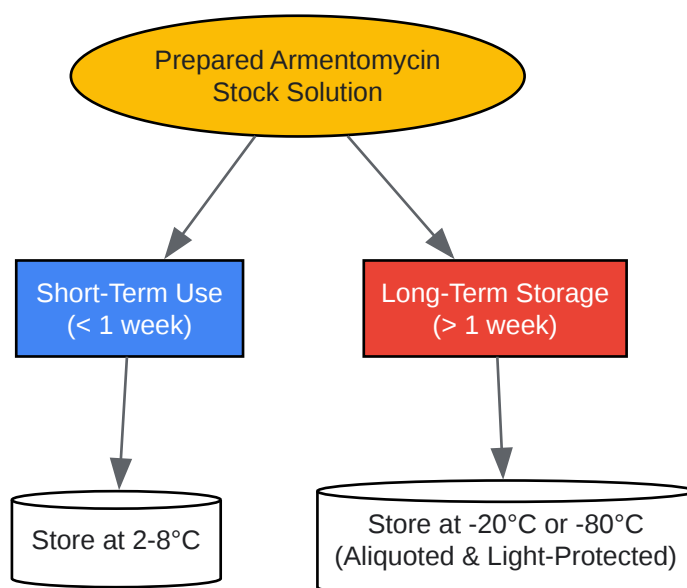 Prepared Armentomycin
Stock Solution
Short-Term Use
(< 1 week)
Long-Term Storage
(> 1 week)
Store at 2-8°C
Store at -20°C or -80°C
(Aliquoted & Light-Protected)